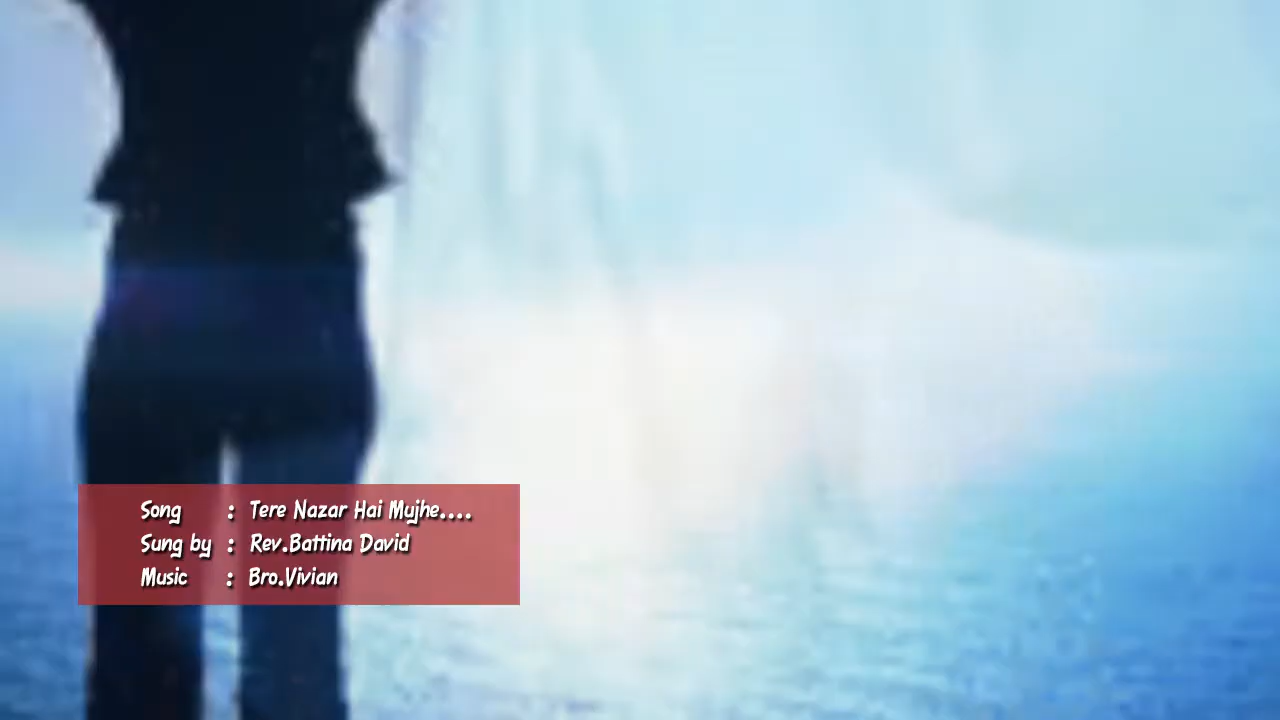 Song : Tere Nazar Hai Mujhe....
Sung by : Rev.Battina David
Music : Bro.Vivian